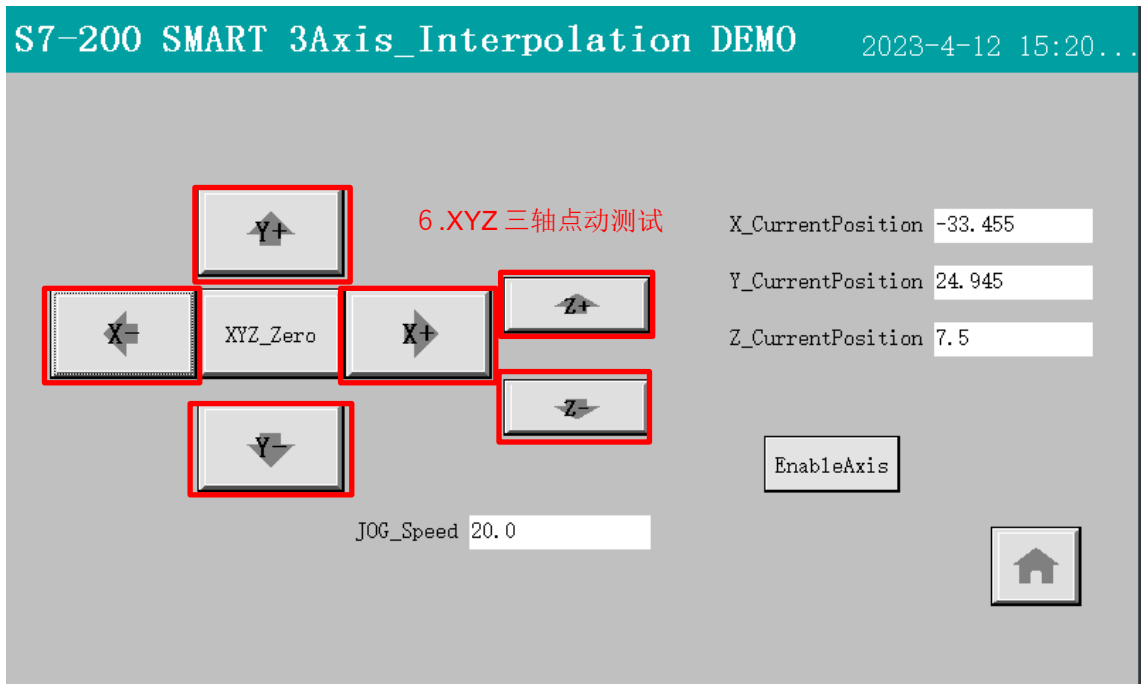 S7-200 SMART 3Axis_Interpolation DEMO 2023-4-12 15:20...
Y+
6.XYZ 三轴点动测试
X_CurrentPosition -33.455
Y_CurrentPosition 24.945
Z+
X-
XYZ_Zero
X+
Z_CurrentPosition 7.5
Z-
Y-
EnableAxis
JOG_Speed 20.0